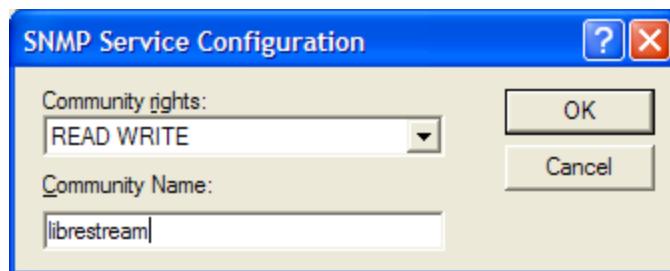 SNMP Service Configuration
?
Community rights:
OK
READ WRITE
Cancel
Community Name:
librestream